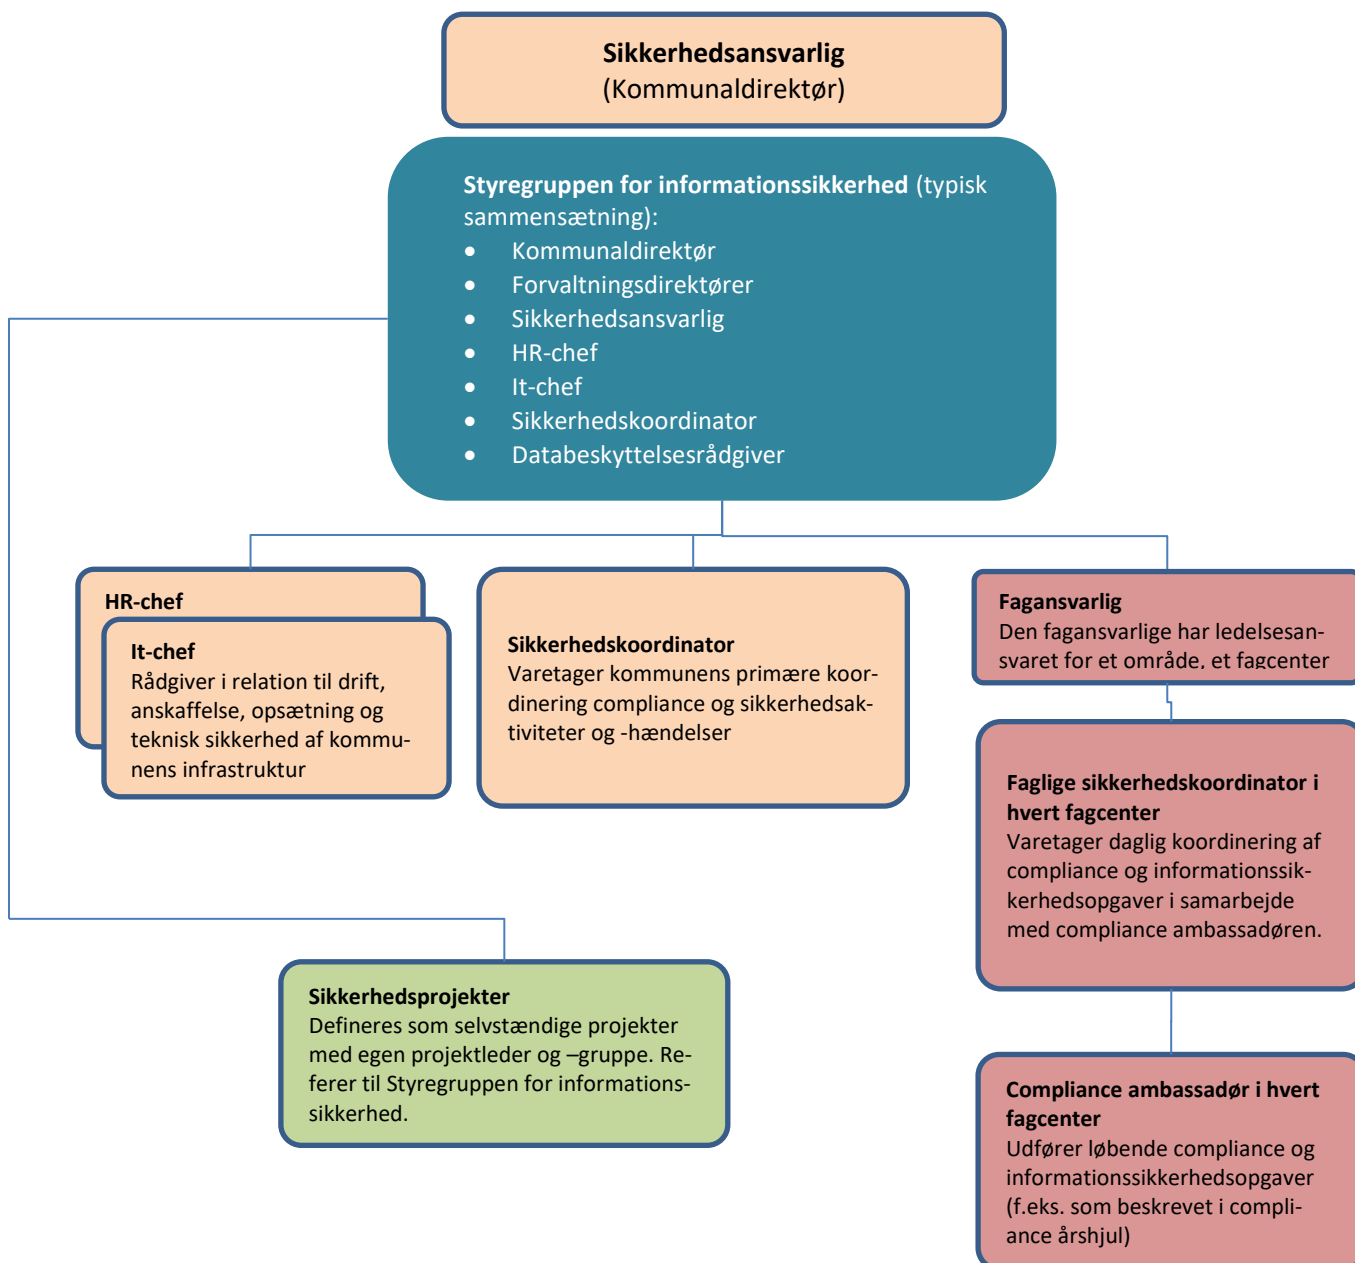 Sikkerhedsansvarlig
(Kommunaldirektør)
Styregruppen for informationssikkerhed (typisk
sammensætning):
• Kommunaldirektør
• Forvaltningsdirektører
• Sikkerhedsansvarlig
• HR-chef
• It-chef
• Sikkerhedskoordinator
• Databeskyttelsesrådgiver
HR-chef
It-chef
Rådgiver i relation til drift,
anskaffelse, opsætning og
teknisk sikkerhed af kommu-
nens infrastruktur
Sikkerhedskoordinator
Varetager kommunens primære koor-
dinering compliance og sikkerhedsak-
tiviteter og -hændelser
Fagansvarlig
Den fagansvarlige har ledelsesan-
svaret for et område, et fagcenter
Faglige sikkerhedskoordinator i
hvert fagcenter
Varetager daglig koordinering af
compliance og informationssik-
kerhedsopgaver i samarbejde
med compliance ambassadøren.
Sikkerhedsprojekter
Defineres som selvstændige projekter
med egen projektleder og –gruppe. Re-
ferer til Styregruppen for informations-
sikkerhed.
Compliance ambassadør i hvert
fagcenter
Udfører løbende compliance og
informationssikkerhedsopgaver
(f.eks. som beskrevet i compli-
ance årshjul)